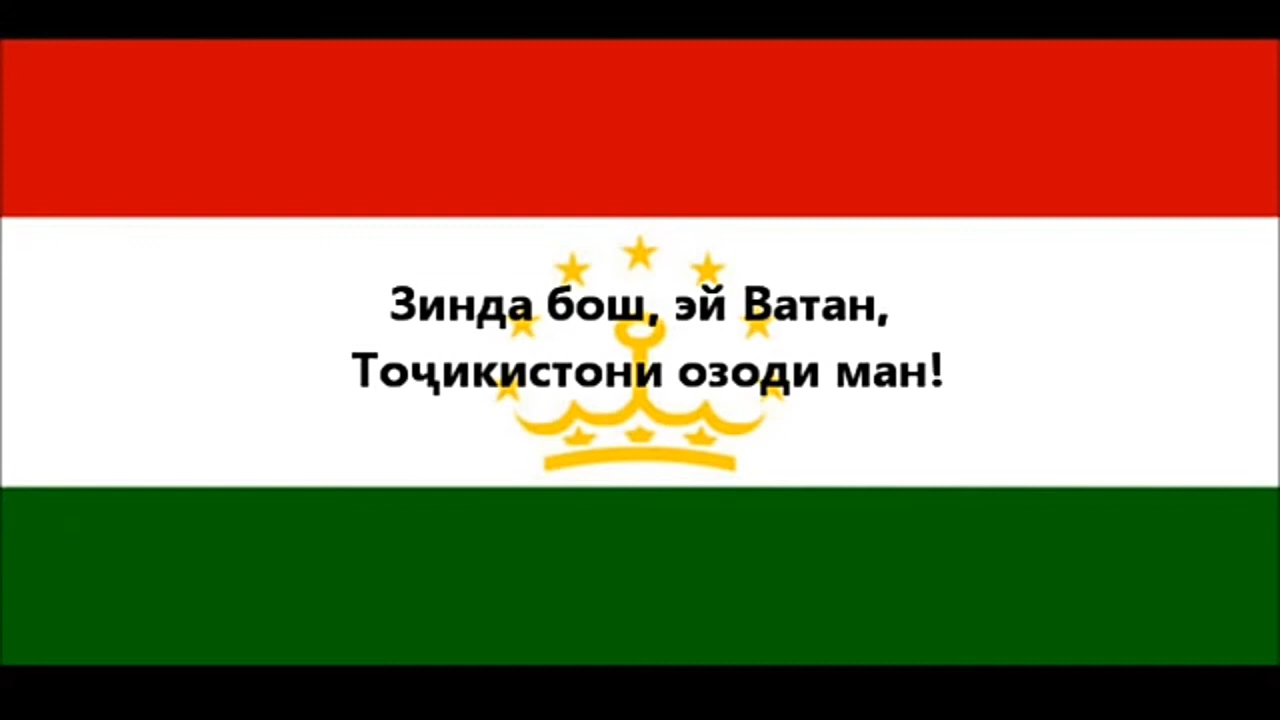 Зинда бош, эй Ватан,
Тоҷикистони озоди ман!